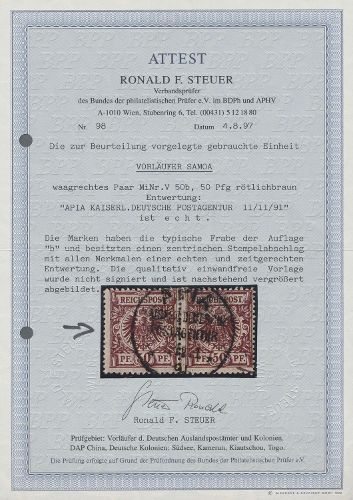 ATTEST
RONALD F. STEUER
Verbandsprüfer
des Bundes der philatelistischen Prüfer e.V. im BDPh und APHV
A-1010 Wien, Stubenring 6, Tel. (00431) 5 12 18 80
Nr 98 Datum 4.8.97
Die zur Beurteilung vorgelegte gebrauchte Einheit
VORLÄUFER SAMOA
waagrechtes Paar MiNr.V 50b, 50 Pfg rötlichbraun
Entwertung:
"APIA KAISERL.DEUTSCHE POSTAGENTUR 11/11/91"
ist echt.
Die Marken haben die typische Frabe der Auflage
"b" und besitzten einen zentrischen Stempelabschlag
mit allen Merkmalen einer echten und zeitgerechten
Entwertung. Die qualitativ einwandfreie Vorlage
wurde nicht signiert und ist nachstehend vergrößert
abgebildet.
REICHSPOST REICHSPOST
PF. PF. 50 PF.
Ronald F. STEUER
Prüfgebiet: Vorläufer d. Deutschen Auslandspostämter und Kolonien,
DAP China, Deutsche Kolonien: Südsee, Kamerun, Kiautschou, Togo.
Die Prüfung erfolgte auf Grund der Prüfordnung des Bundes der Philatelistischen Prüfer e.V.